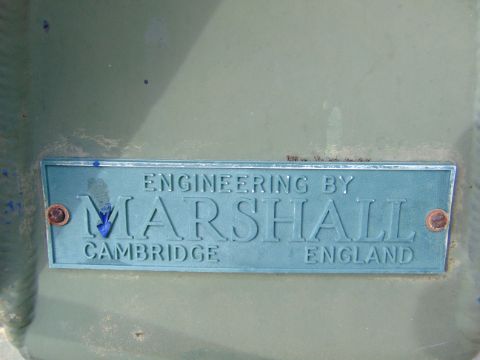 ENGINEERING BY
MARSHALL
CAMBRIDGE ENGLAND